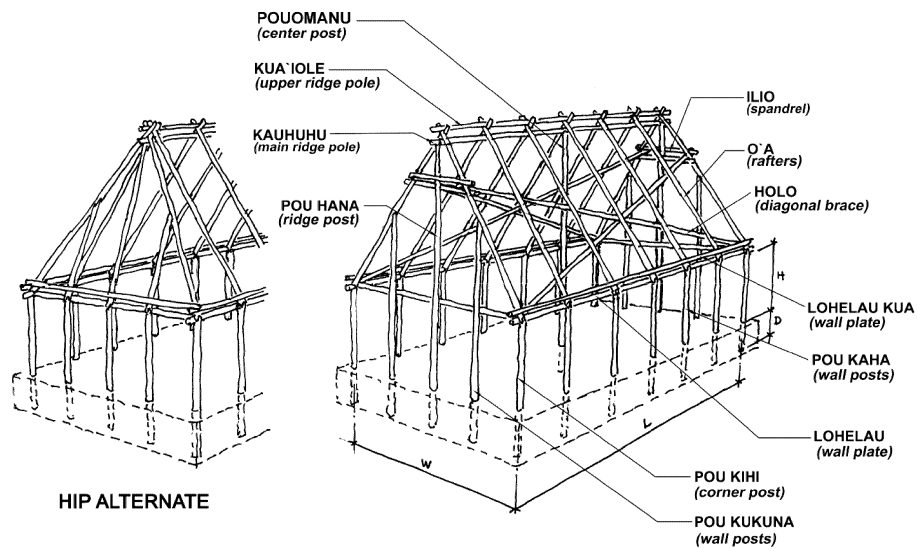 POUOMANU
(center post)
KUA`IOLE
(upper ridge pole)
KAUHUHU
(main ridge pole)
POU HANA
(ridge post)
ILIO
(spandrel)
O`A
(rafters)
HOLO
(diagonal brace)
H
D
LOHELAU KUA
(wall plate)
POU KAHA
(wall posts)
LOHELAU
(wall plate)
L
W
POU KIHI
(corner post)
POU KUKUNA
(wall posts)
HIP ALTERNATE